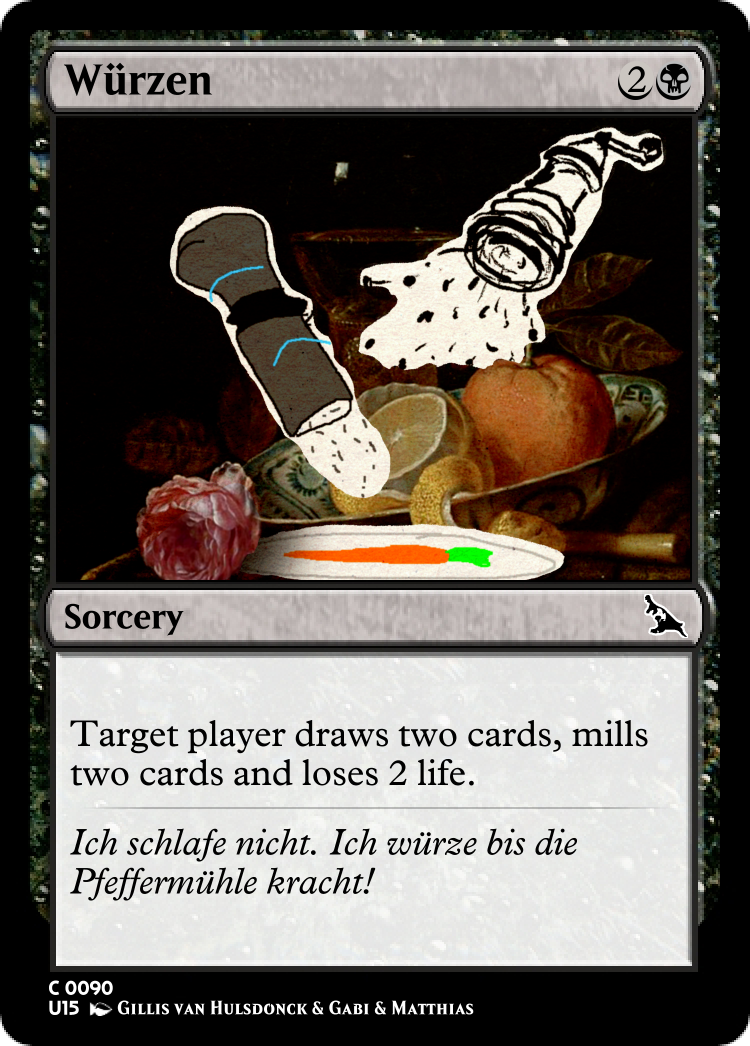 Würzen 2
Sorcery
Target player draws two cards, mills
two cards and loses 2 life.
Ich schlafe nicht. Ich würze bis die
Pfeffermühle kracht!
C 0090
U15 Gillis van Hulsdonck & Gabi & Matthias